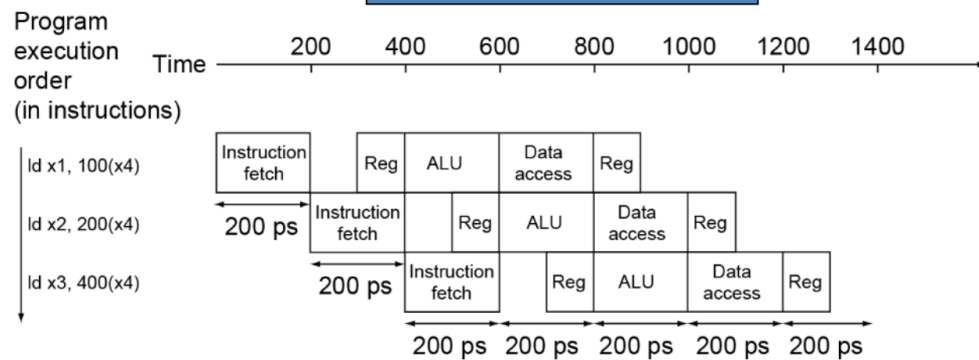 Program
execution
order
(in instructions)
Time
200 400 600 800 1000 1200 1400
ld x1, 100(x4)
Instruction
fetch
Reg
ALU
Data
access
Reg
200 ps
ld x2, 200(x4)
Instruction
fetch
Reg
ALU
Data
access
Reg
200 ps
ld x3, 400(x4)
Instruction
fetch
Reg
ALU
Data
access
Reg
200 ps 200 ps 200 ps 200 ps 200 ps